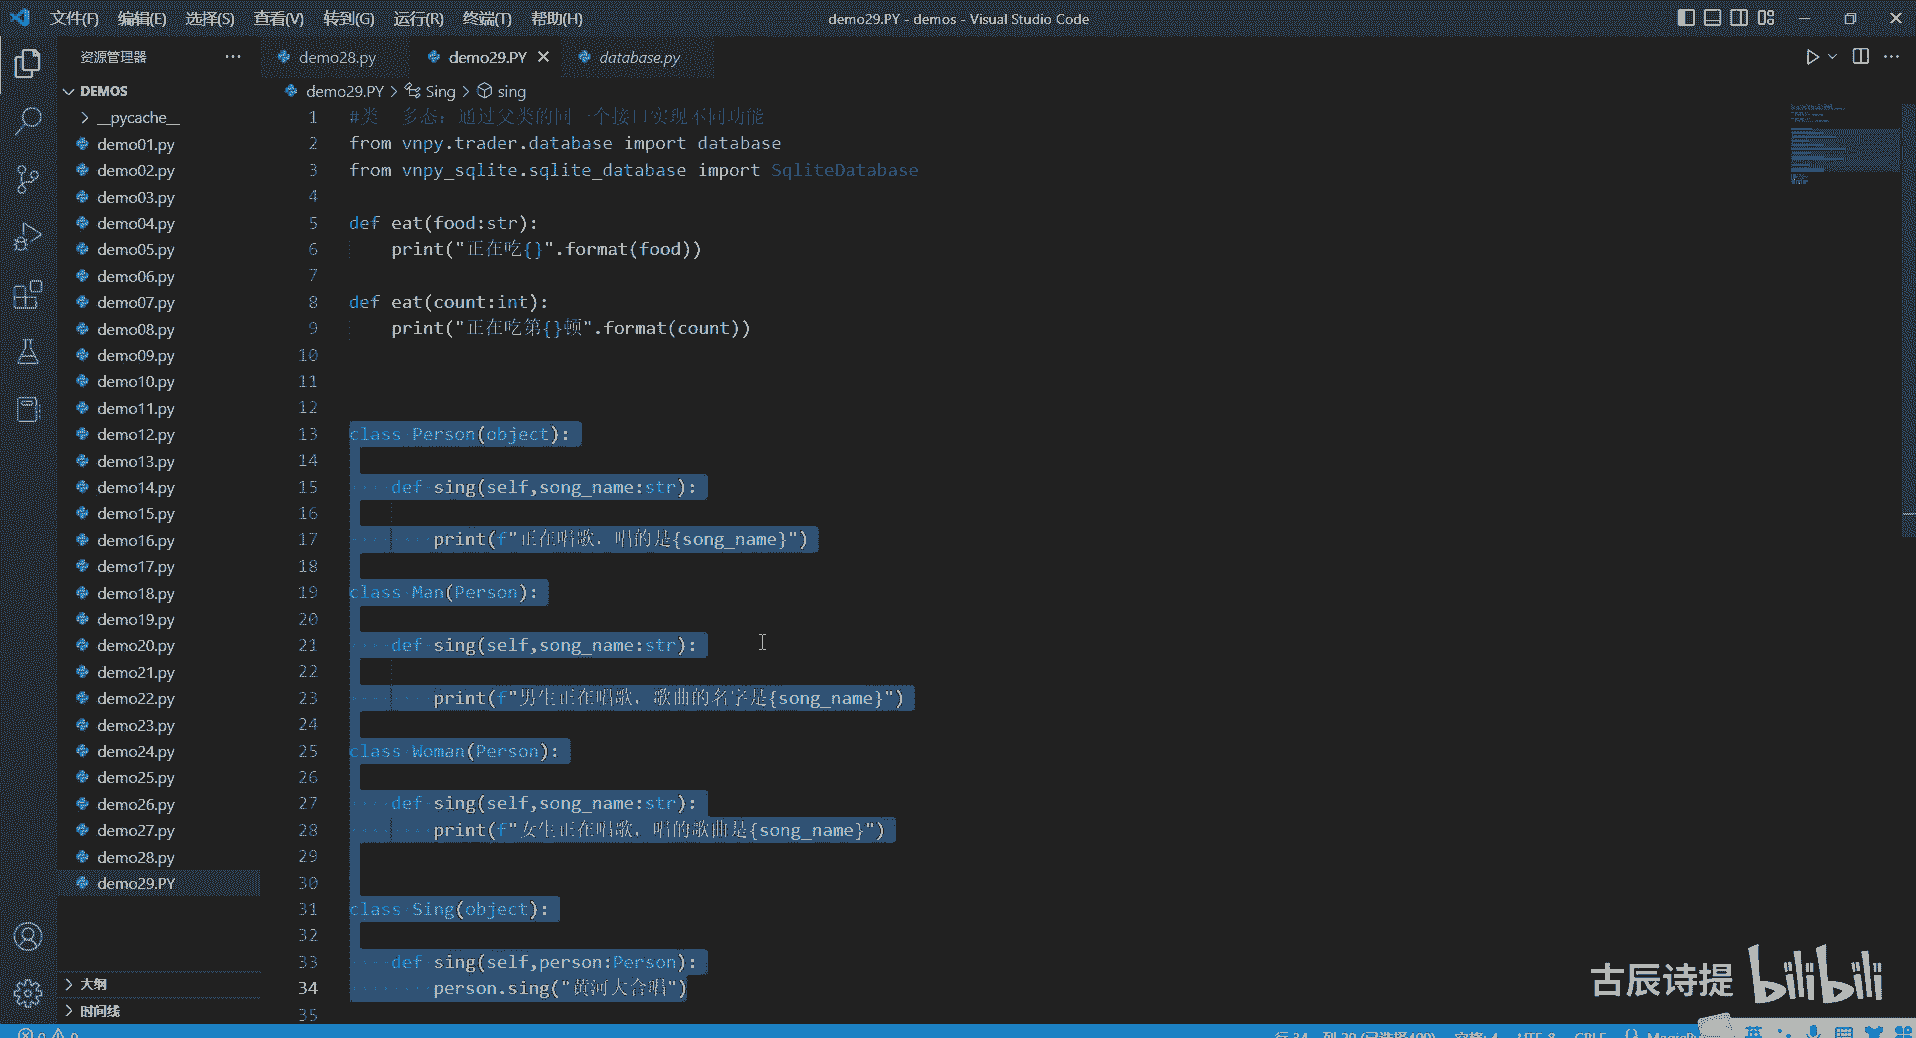 文件(F) 编辑(E) 选择(S) 查看(V) 转到(G) 运行(R) 终端(T) 帮助(H)
demo29.PY - demos - Visual Studio Code
资源管理器
demo28.py
demo29.PY
database.py
DEMOS
demo29.PY > Sing > sing
__pycache__
demo01.py
demo02.py
demo03.py
demo04.py
demo05.py
demo06.py
demo07.py
demo08.py
demo09.py
demo10.py
demo11.py
demo12.py
demo13.py
demo14.py
demo15.py
demo16.py
demo17.py
demo18.py
demo19.py
demo20.py
demo21.py
demo22.py
demo23.py
demo24.py
demo25.py
demo26.py
demo27.py
demo28.py
demo29.PY
大纲
时间线
1 #类 多态：通过父类的同一个接口实现不同功能
2 from vnpy.trader.database import database
3 from vnpy_sqlite.sqlite_database import SqliteDatabase
4
5 def eat(food:str):
6 print("正在吃{}".format(food))
7
8 def eat(count:int):
9 print("正在吃第{}顿".format(count))
10
11
12
13 class Person(object):
14
15 def sing(self,song_name:str):
16
17 print(f"正在唱歌，唱的是{song_name}")
18
19 class Man(Person):
20
21 def sing(self,song_name:str):
22
23 print(f"男生正在唱歌，歌曲的名字是{song_name}")
24
25 class Woman(Person):
26
27 def sing(self,song_name:str):
28 print(f"女生正在唱歌，唱的歌曲是{song_name}")
29
30
31 class Sing(object):
32
33 def sing(self,person:Person):
34 person.sing("黄河大合唱")
35
古辰诗提 bilibili
英